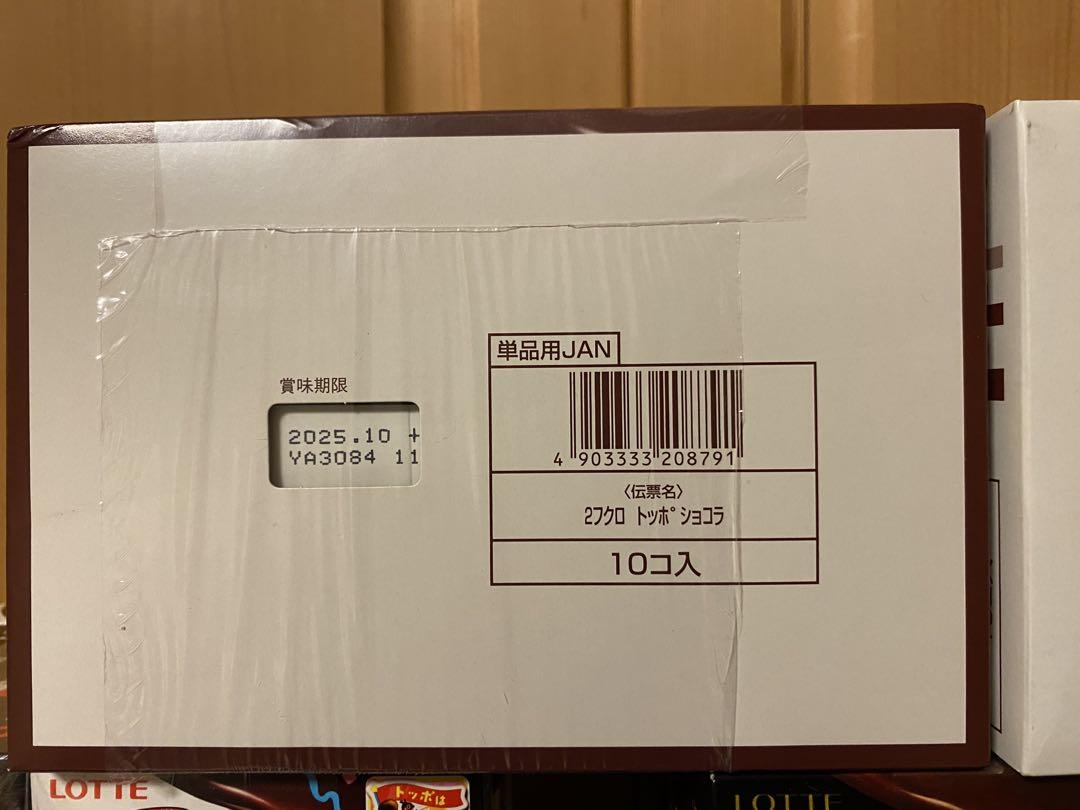 賞味期限
2025.10 +
YA3084 11
単品用JAN
4 903333 208791
〈伝票名〉
2フクロ トッポ ショコラ
10コ入
LOTTE
トッポは
LOTTE